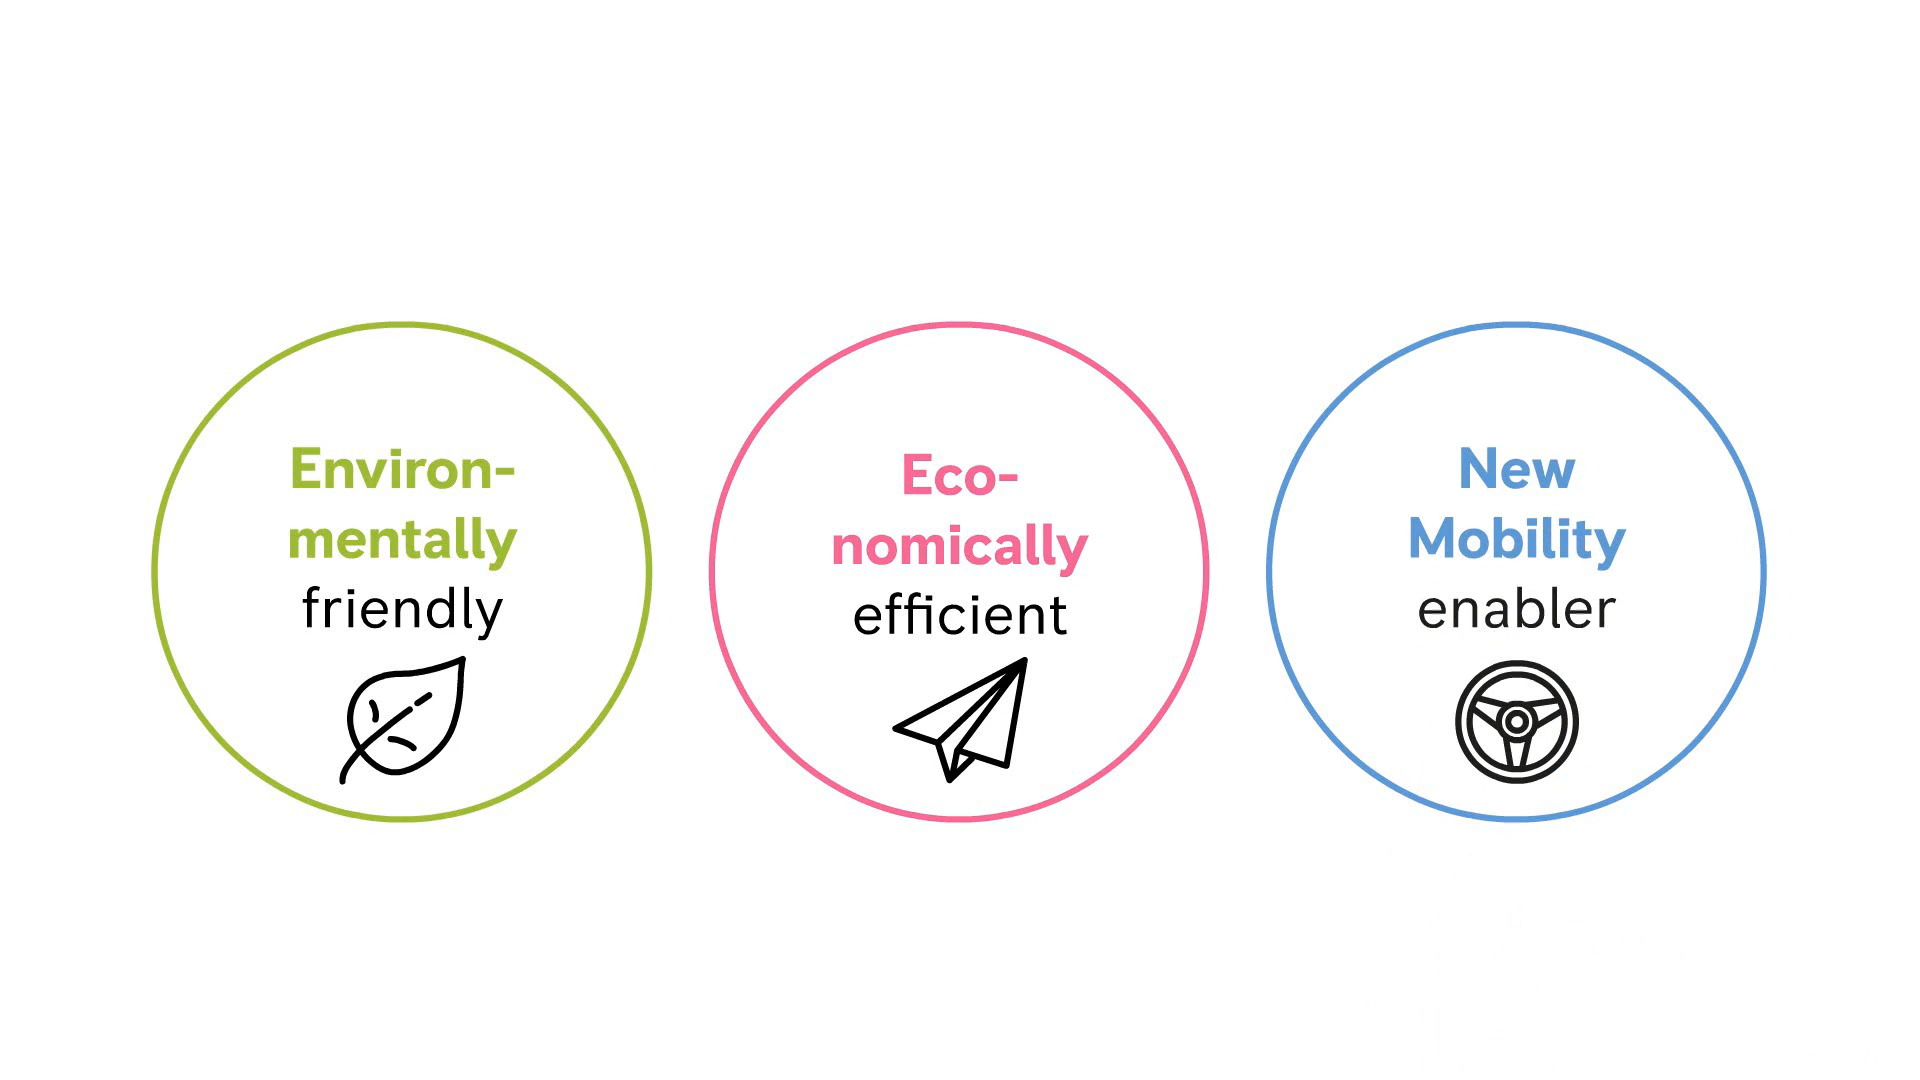 Environ-
mentally
friendly
Eco-
nomically
efficient
New
Mobility
enabler